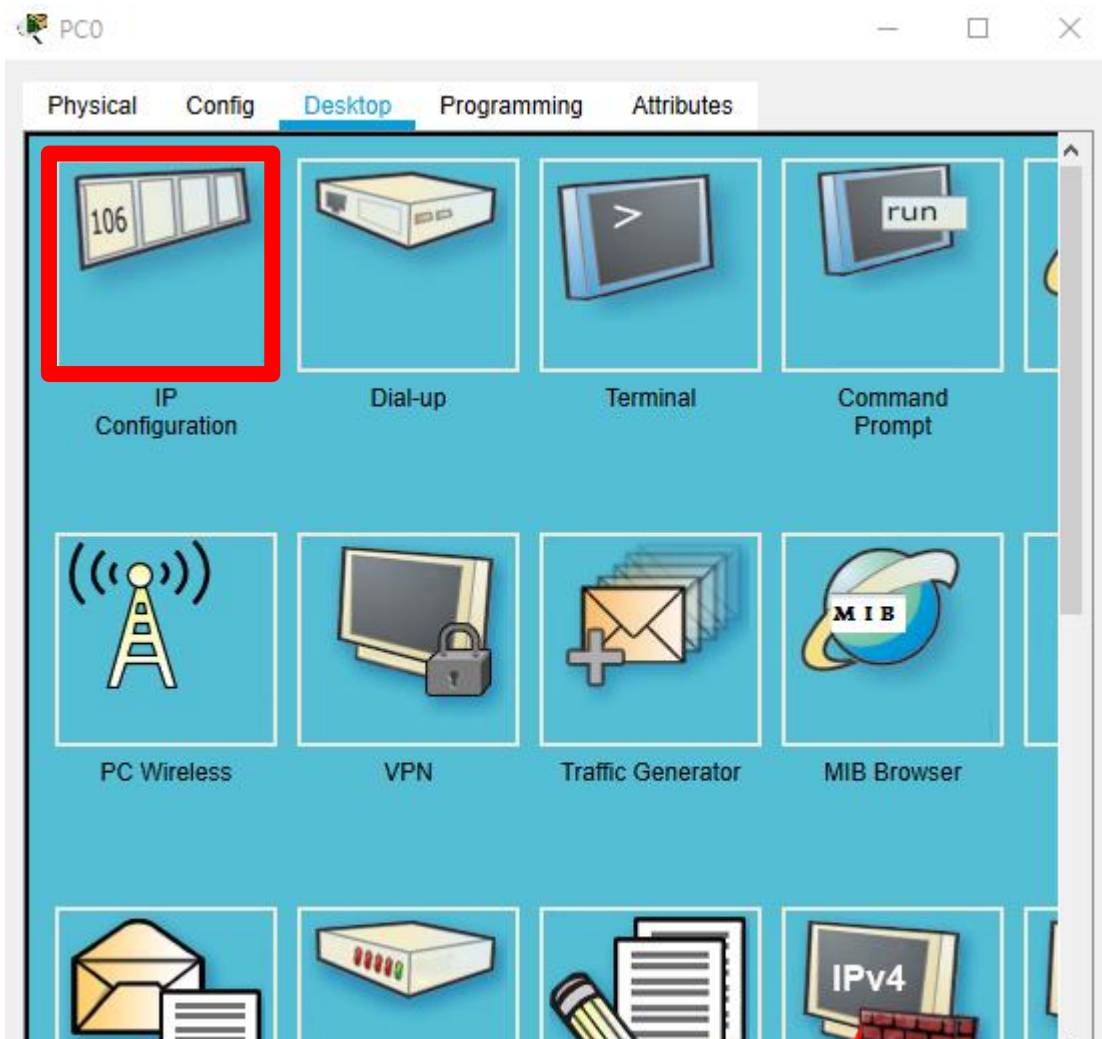 PC0
Physical Config Desktop Programming Attributes
106
>
run
IP
Configuration
Dial-up
Terminal
Command
Prompt
MIB
PC Wireless
VPN
Traffic Generator
MIB Browser
IPv4